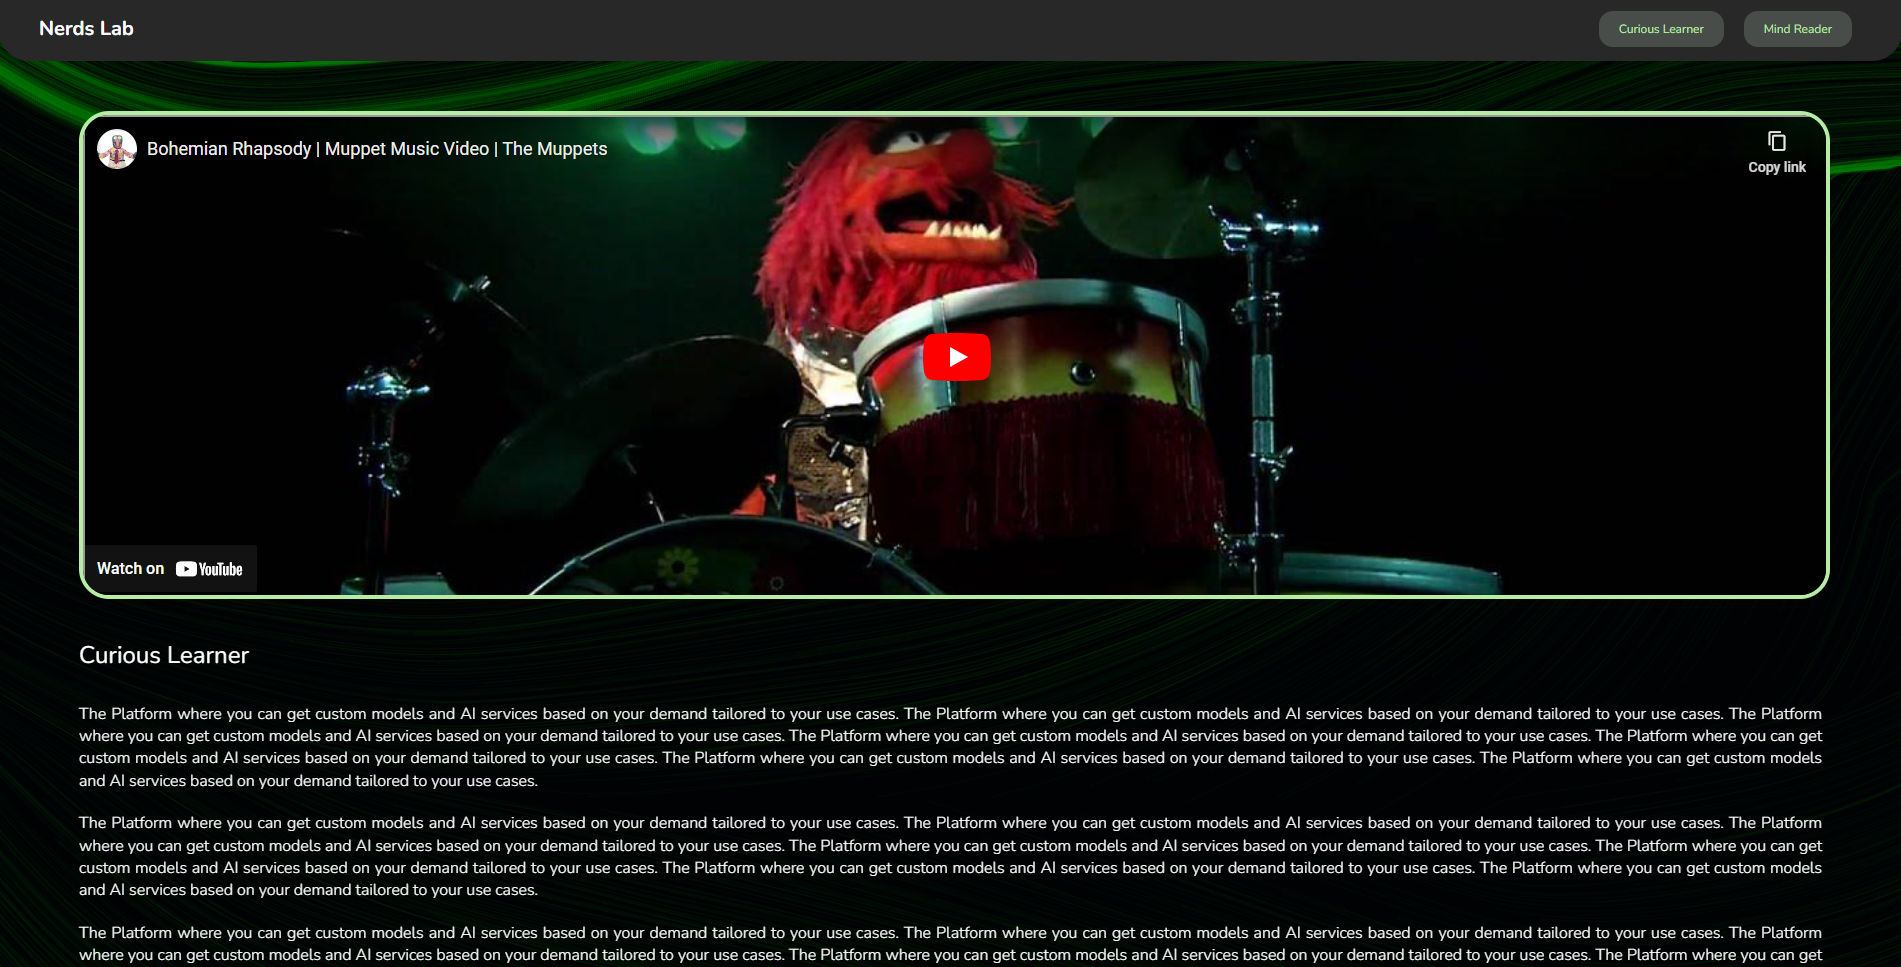 Nerds Lab
Curious Learner
Mind Reader
Bohemian Rhapsody | Muppet Music Video | The Muppets
Copy link
Watch on YouTube
Curious Learner
The Platform where you can get custom models and AI services based on your demand tailored to your use cases. The Platform where you can get custom models and AI services based on your demand tailored to your use cases. The Platform
where you can get custom models and AI services based on your demand tailored to your use cases. The Platform where you can get custom models and AI services based on your demand tailored to your use cases. The Platform where you can get
custom models and AI services based on your demand tailored to your use cases. The Platform where you can get custom models and AI services based on your demand tailored to your use cases. The Platform where you can get custom models
and AI services based on your demand tailored to your use cases.
The Platform where you can get custom models and AI services based on your demand tailored to your use cases. The Platform where you can get custom models and AI services based on your demand tailored to your use cases. The Platform
where you can get custom models and AI services based on your demand tailored to your use cases. The Platform where you can get custom models and AI services based on your demand tailored to your use cases. The Platform where you can get
custom models and AI services based on your demand tailored to your use cases. The Platform where you can get custom models and AI services based on your demand tailored to your use cases. The Platform where you can get custom models
and AI services based on your demand tailored to your use cases.
The Platform where you can get custom models and AI services based on your demand tailored to your use cases. The Platform where you can get custom models and AI services based on your demand tailored to your use cases. The Platform
where you can get custom models and AI services based on your demand tailored to your use cases. The Platform where you can get custom models and AI services based on your demand tailored to your use cases. The Platform where you can get